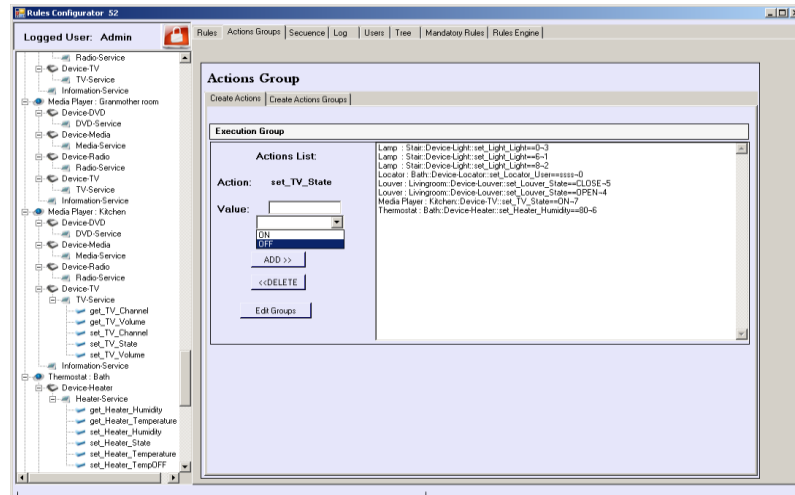 Rules Configurator 52
Logged User: Admin
Rules
Actions Groups
Secuence
Log
Users
Tree
Mandatory Rules
Rules Engine
Radio-Service
Device-TV
TV-Service
Information-Service
Media Player : Granmother room
Device-DVD
DVD-Service
Device-Media
Media-Service
Device-Radio
Radio-Service
Device-TV
TV-Service
Information-Service
Media Player : Kitchen
Device-DVD
DVD-Service
Device-Media
Media-Service
Device-Radio
Radio-Service
Device-TV
TV-Service
get_TV_Channel
get_TV_Volume
set_TV_Channel
set_TV_State
set_TV_Volume
Information-Service
Thermostat : Bath
Device-Heater
Heater-Service
get_Heater_Humidity
get_Heater_Temperature
set_Heater_Humidity
set_Heater_State
set_Heater_Temperature
set_Heater_TempOFF
Actions Group
Create Actions
Create Actions Groups
Execution Group
Actions List:
Action: set_TV_State
Value:
ON
OFF
ADD >>
<<DELETE
Edit Groups
Lamp : Stair::Device-Light::set_Light_Light==0~3
Lamp : Stair::Device-Light::set_Light_Light==6~1
Lamp : Stair::Device-Light::set_Light_Light==8~2
Locator : Bath::Device-Locator::set_Locator_User==ssss~0
Louver : Livingroom::Device-Louver::set_Louver_State==CLOSE~5
Louver : Livingroom::Device-Louver::set_Louver_State==OPEN~4
Media Player : Kitchen::Device-TV::set_TV_State==ON~7
Thermostat : Bath::Device-Heater::set_Heater_Humidity==80~6